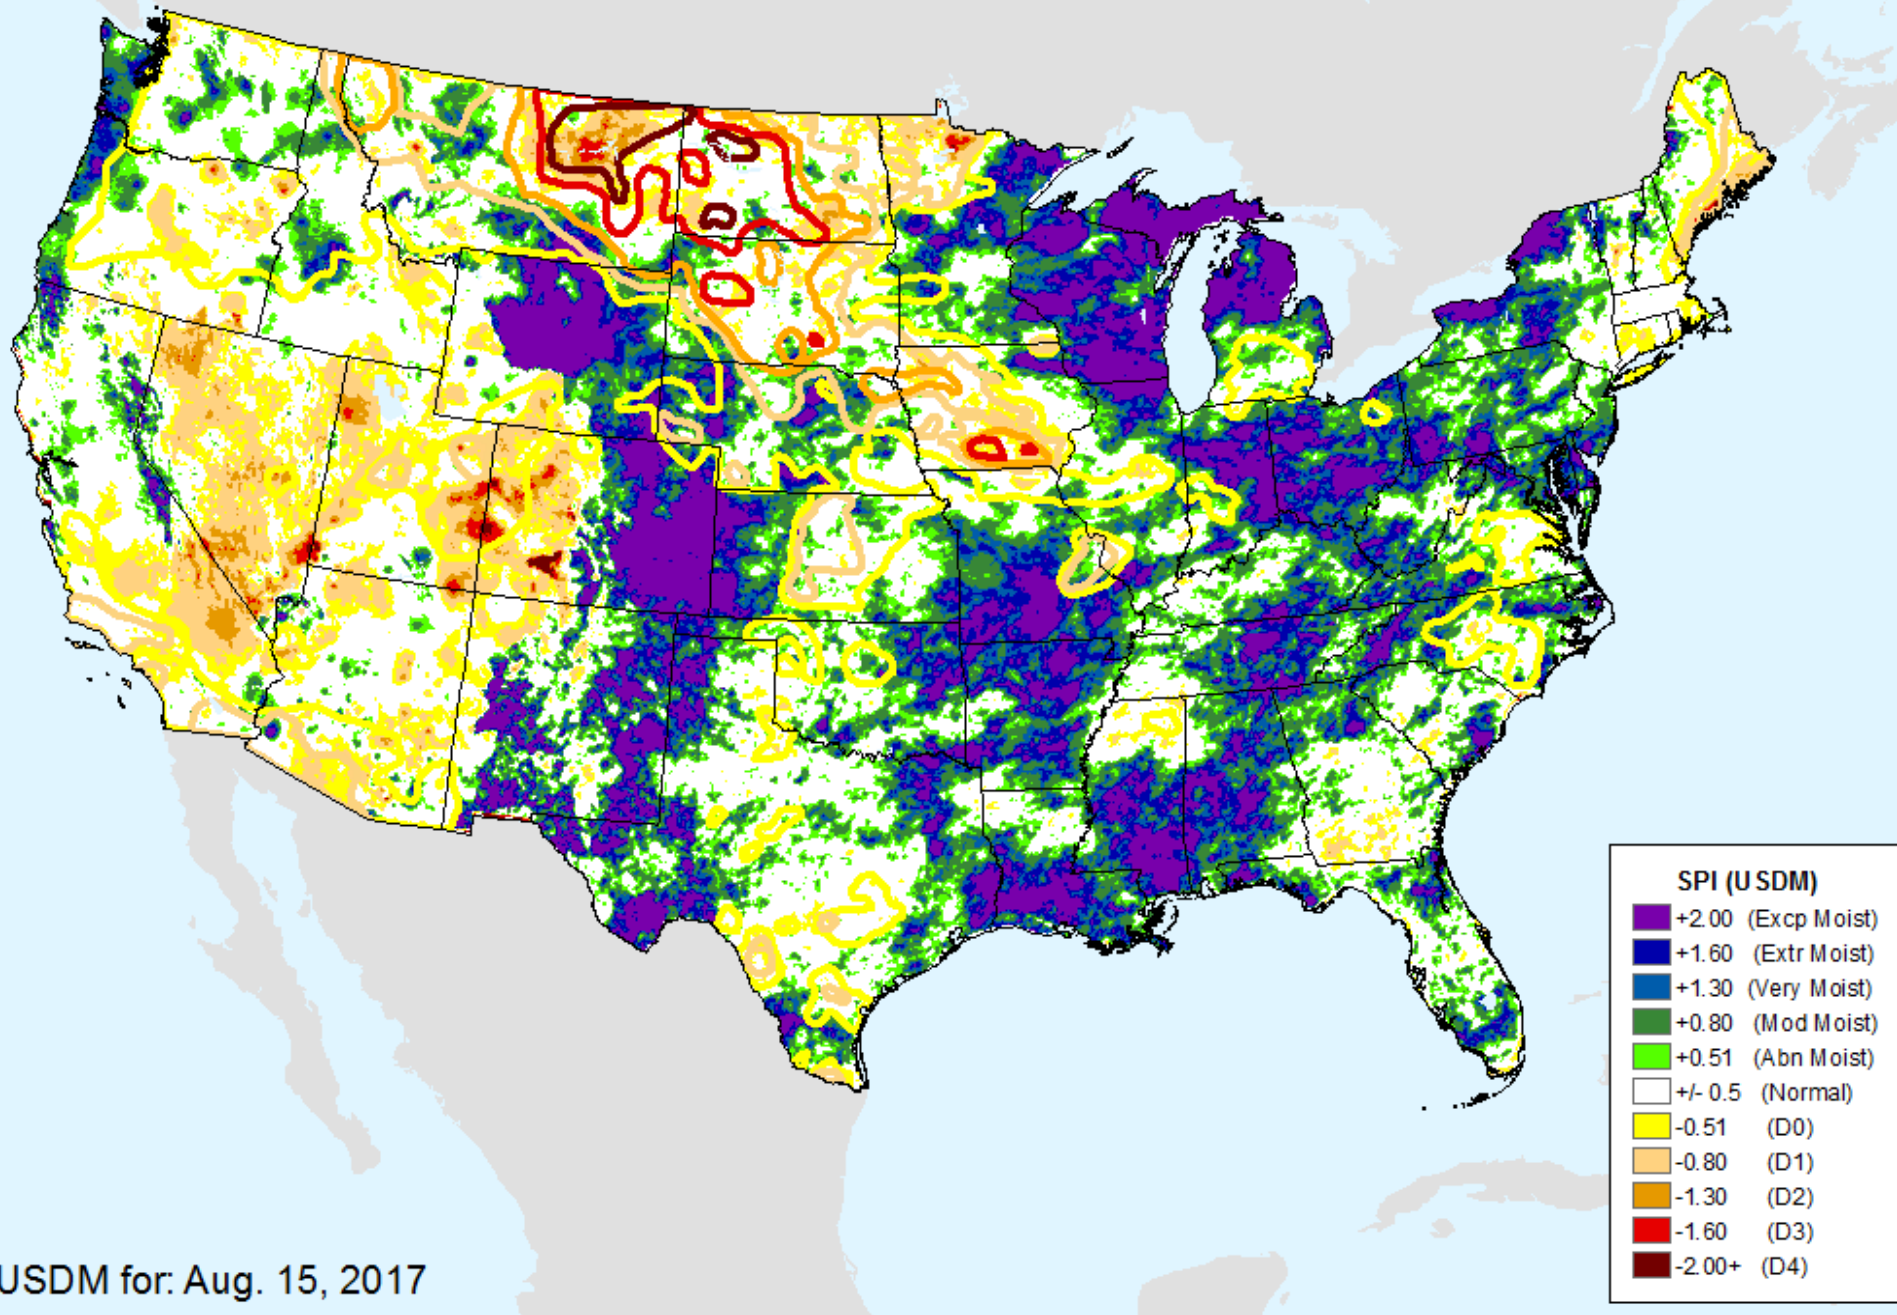 SPI (USDM)
+2.00 (Excp Moist)
+1.60 (Extr Moist)
+1.30 (Very Moist)
+0.80 (Mod Moist)
+0.51 (Abn Moist)
+/- 0.5 (Normal)
-0.51 (D0)
-0.80 (D1)
-1.30 (D2)
-1.60 (D3)
-2.00+ (D4)
USDM for: Aug. 15, 2017